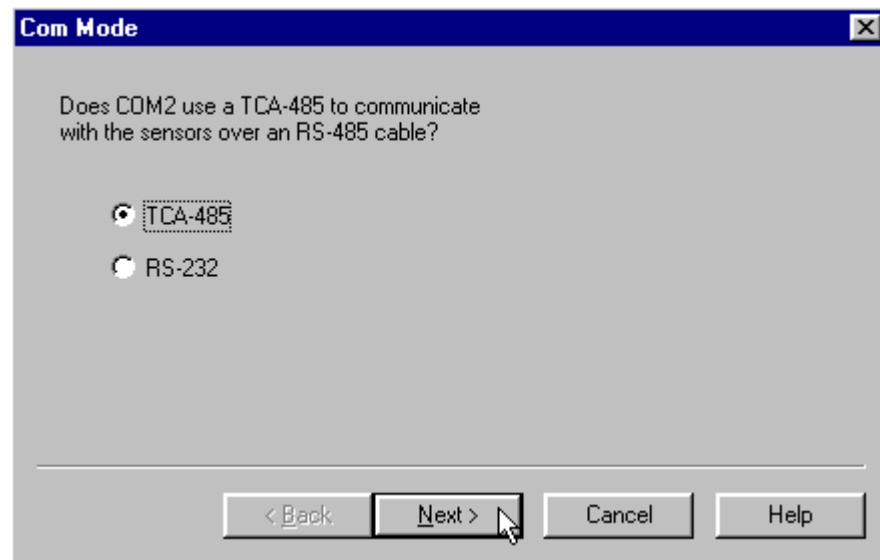 Com Mode
Does COM2 use a TCA-485 to communicate
with the sensors over an RS-485 cable?
TCA-485
RS-232
< Back
Next >
Cancel
Help